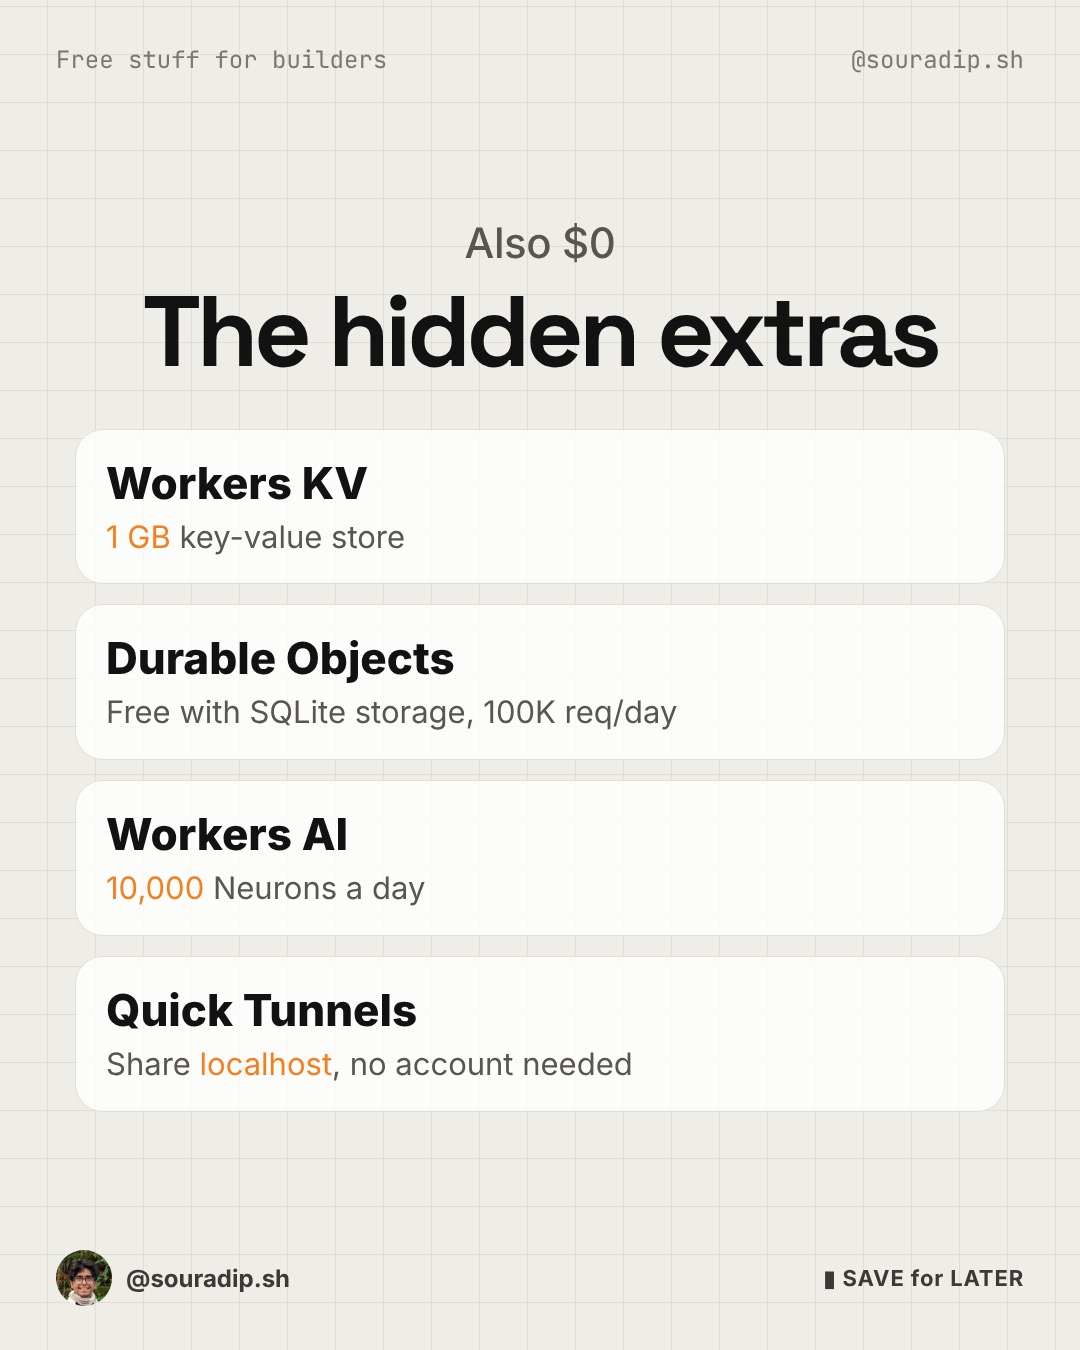 Free stuff for builders
@souradip.sh
Also $0
The hidden extras
Workers KV
1 GB key-value store
Durable Objects
Free with SQLite storage, 100K req/day
Workers AI
10,000 Neurons a day
Quick Tunnels
Share localhost, no account needed
@souradip.sh
SAVE for LATER